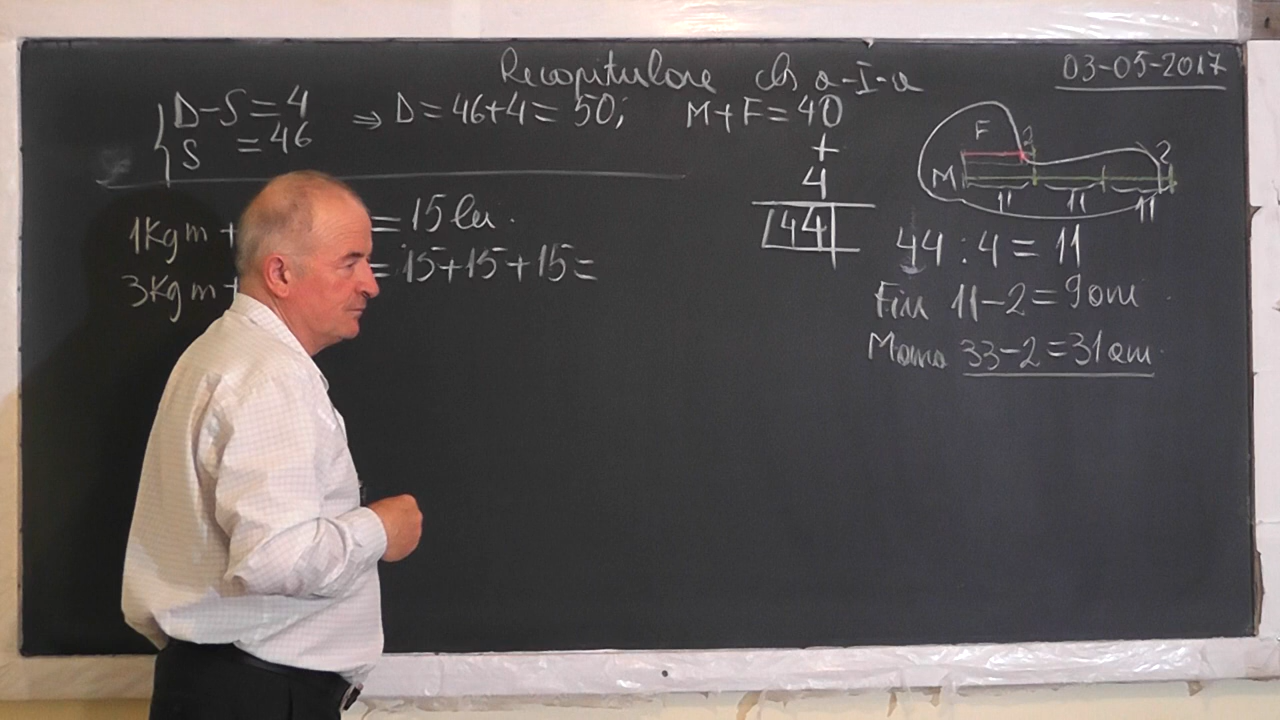 Recapitulare cls a-I-a
03-05-2017
D-S=4
S =46
⇒ D=46+4=50;
M+F=40
+
4
44
1Kg m + =15 lei.
3Kg m + =15+15+15=
F 2
M 2
11 11 11
44:4=11
Fiu 11-2=9 ani
Mama 33-2=31 ani